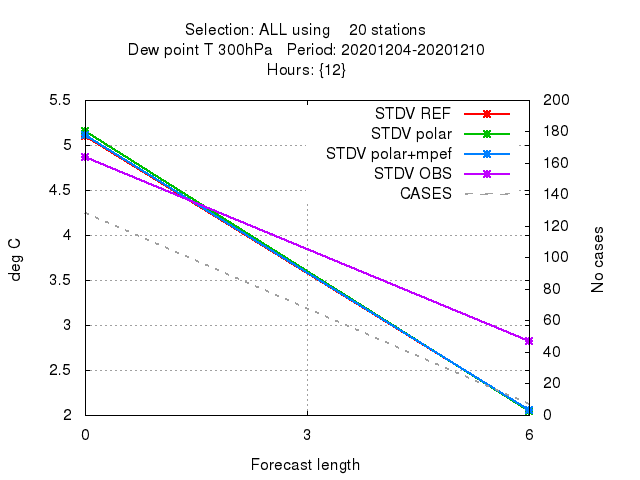 Selection: ALL using    20 stations
Dew point T 300hPa   Period: 20201204-20201210
Hours: {12}
5.5
5
4.5
4
3.5
3
2.5
2
200
180
160
140
120
100
80
60
40
20
0
STDV REF
STDV polar
STDV polar+mpef
STDV OBS
CASES
deg C
No cases
0
3
6
Forecast length